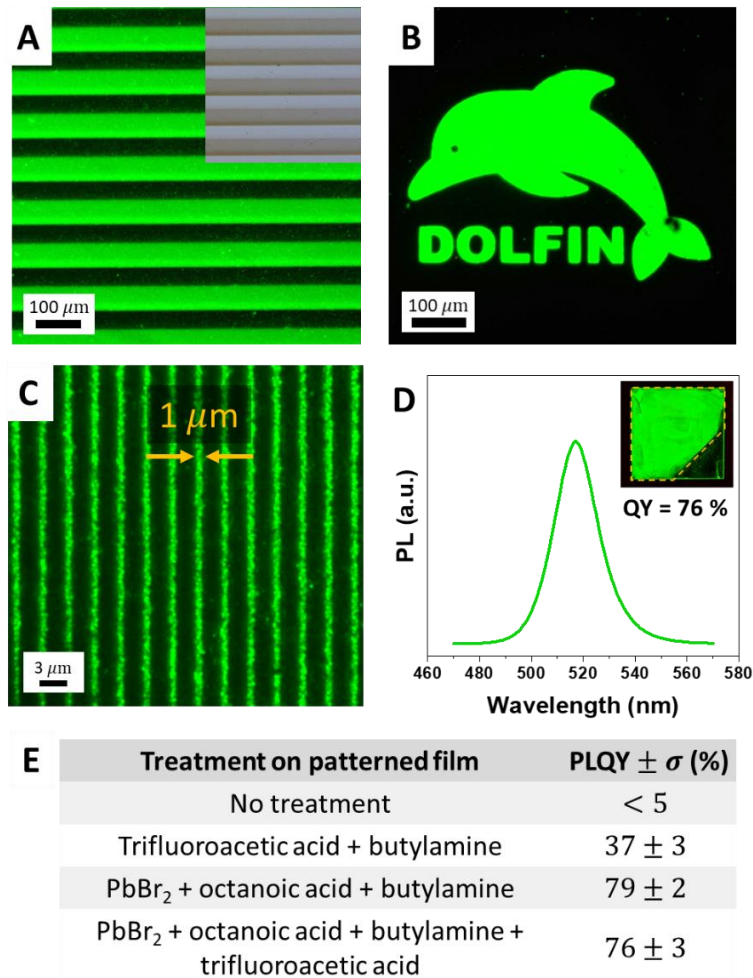 A
100 μm
B
DOLFIN
100 μm
C
1 μm
3 μm
D
QY = 76 %
PL (a.u.)
460 480 500 520 540 560 580
Wavelength (nm)
E
Treatment on patterned film PLQY ± σ (%)
No treatment < 5
Trifluoroacetic acid + butylamine 37 ± 3
PbBr₂ + octanoic acid + butylamine 79 ± 2
PbBr₂ + octanoic acid + butylamine +
trifluoroacetic acid 76 ± 3